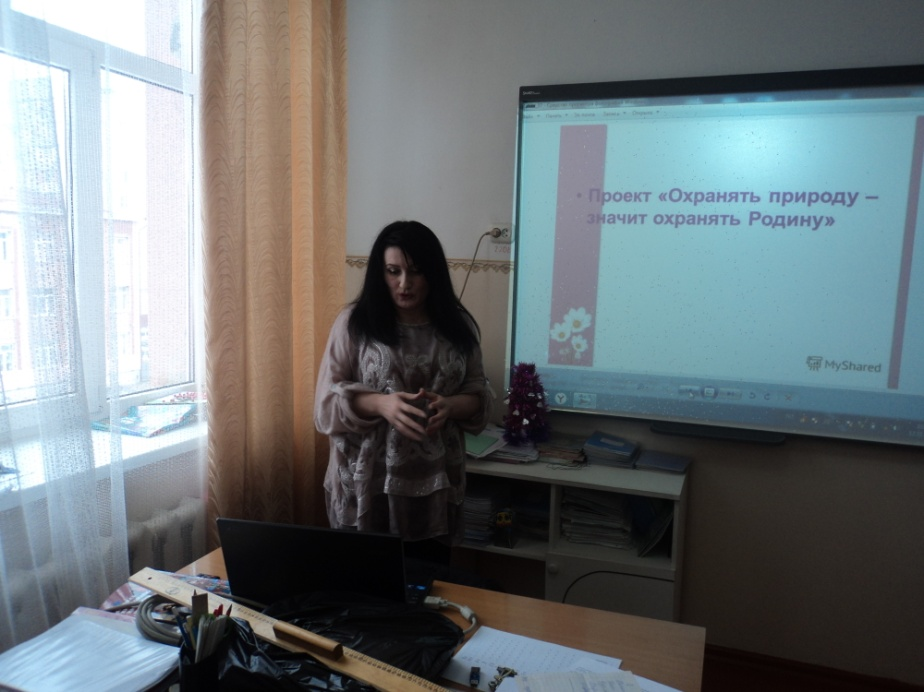 • Проект «Охранять природу –
значит охранять Родину»
MyShared